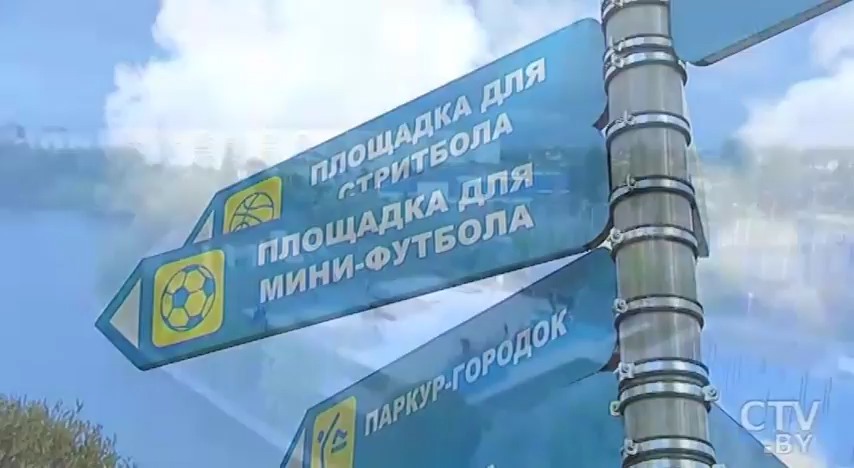 ПЛОЩАДКА ДЛЯ
СТРИТБОЛА
ПЛОЩАДКА ДЛЯ
МИНИ-ФУТБОЛА
ПАРКУР-ГОРОДОК
CTV
BY